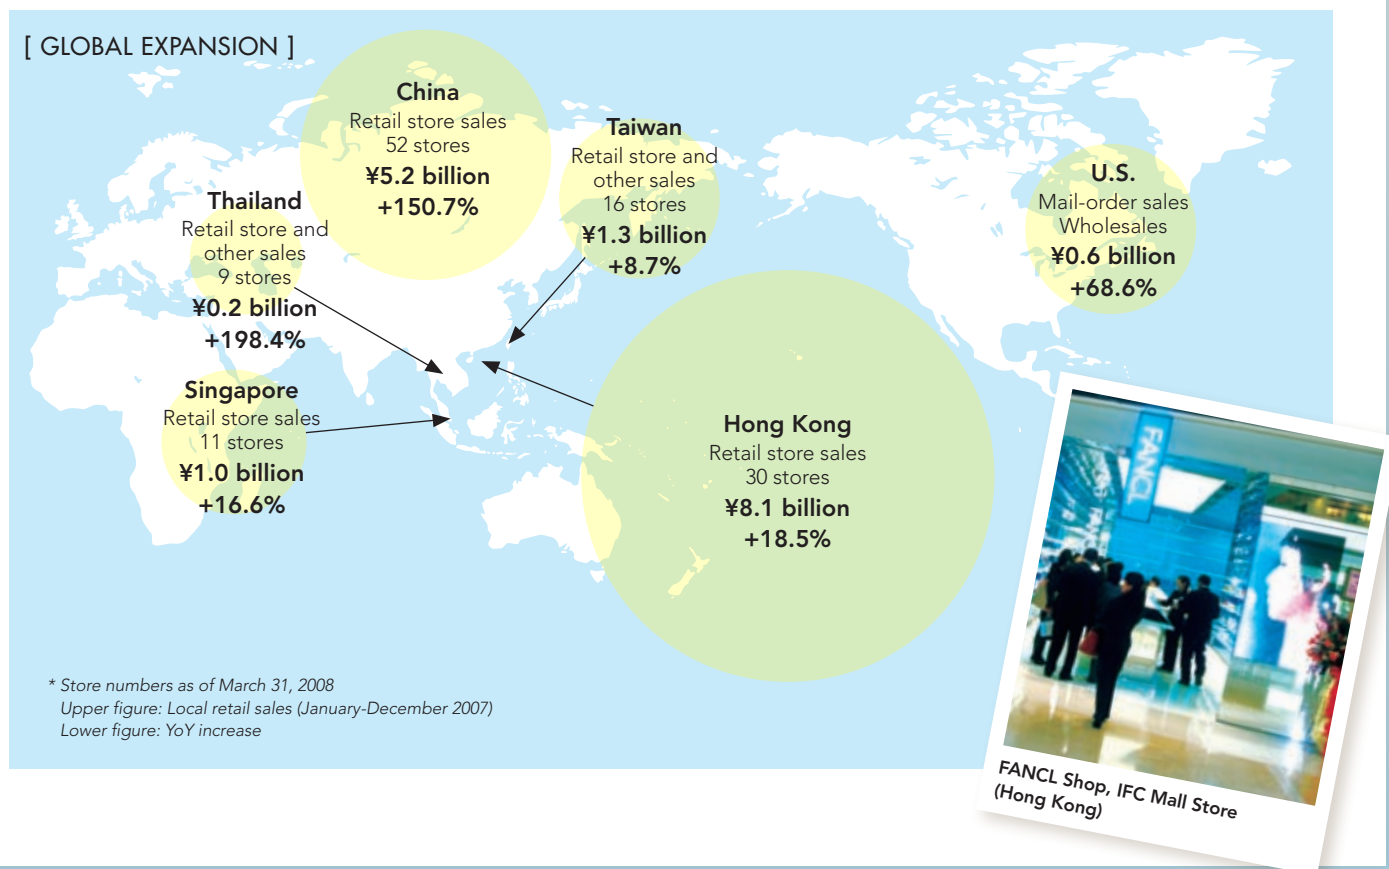 [ GLOBAL EXPANSION ]
China
Retail store sales
52 stores
¥5.2 billion
+150.7%
Taiwan
Retail store and
other sales
16 stores
¥1.3 billion
+8.7%
U.S.
Mail-order sales
Wholesales
¥0.6 billion
+68.6%
Thailand
Retail store and
other sales
9 stores
¥0.2 billion
+198.4%
Singapore
Retail store sales
11 stores
¥1.0 billion
+16.6%
Hong Kong
Retail store sales
30 stores
¥8.1 billion
+18.5%
FANCL
* Store numbers as of March 31, 2008
Upper figure: Local retail sales (January-December 2007)
Lower figure: YoY increase
FANCL Shop, IFC Mall Store
(Hong Kong)